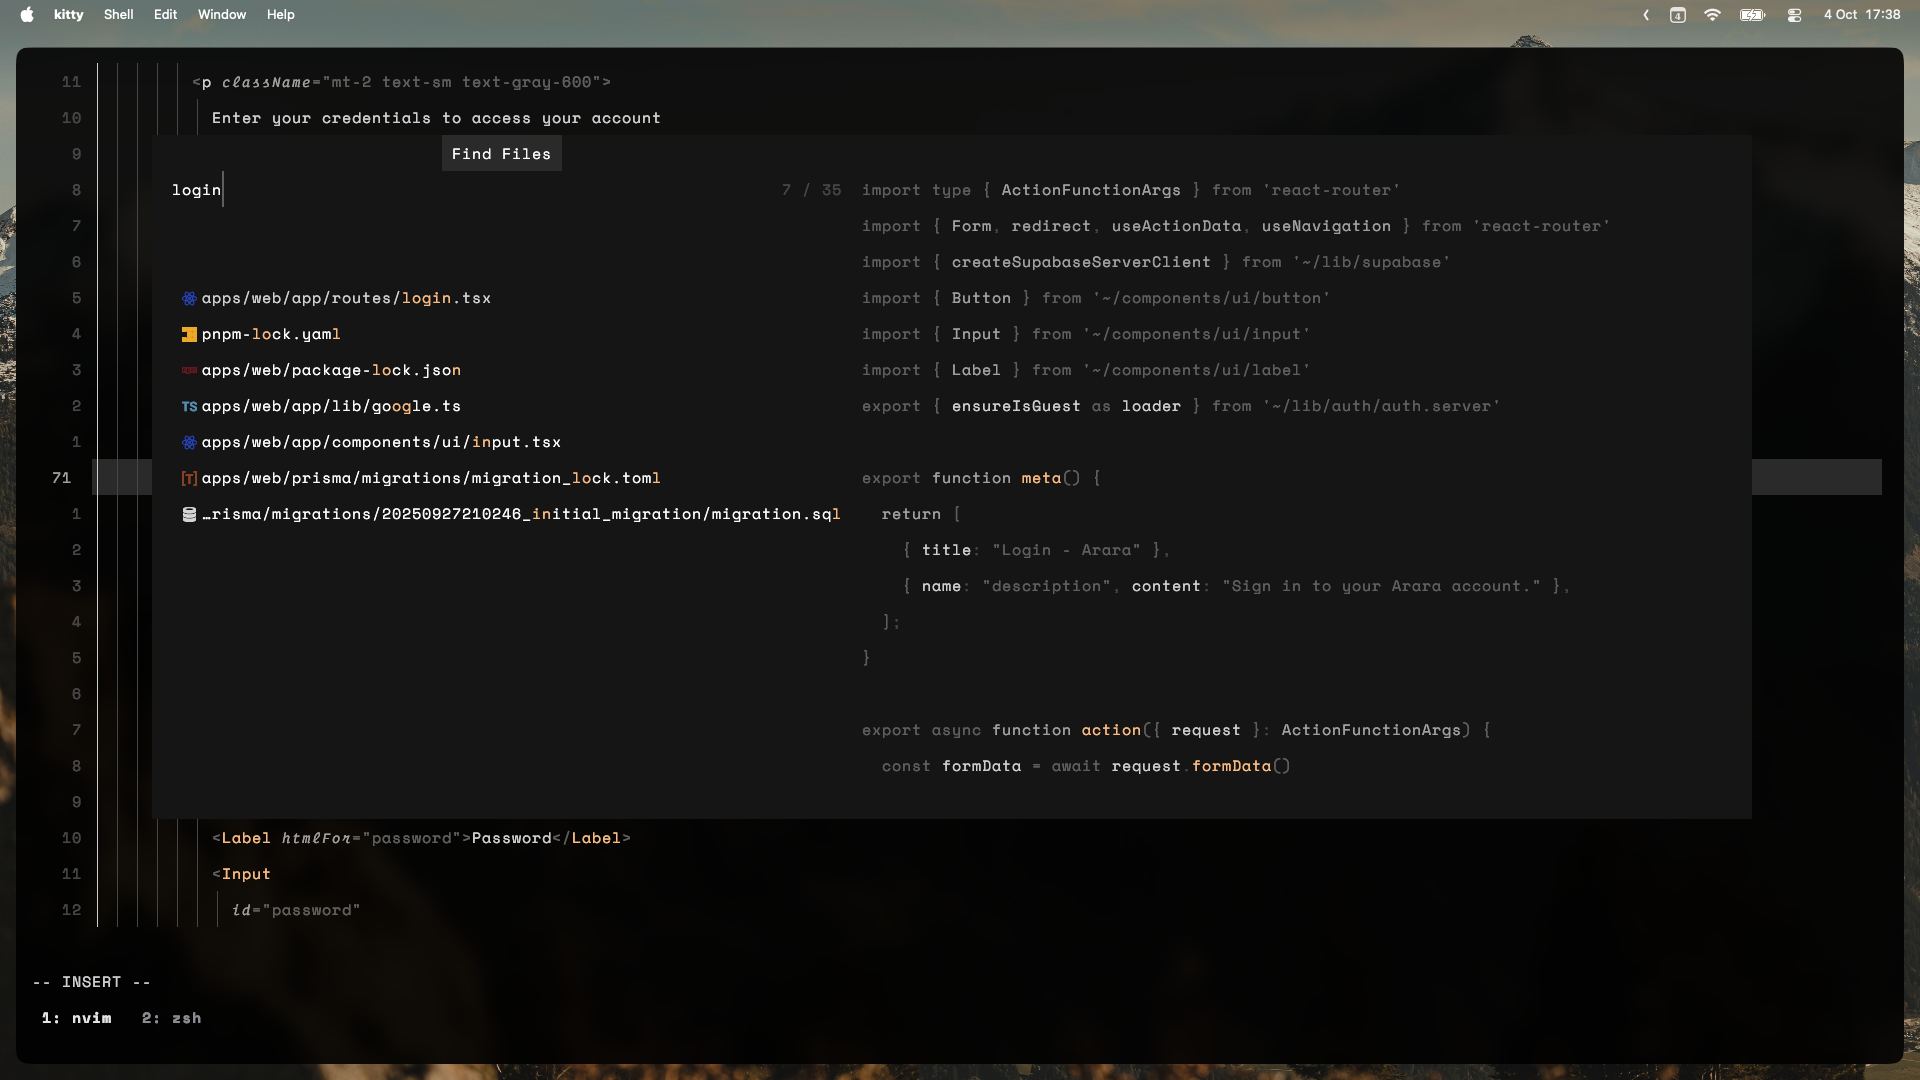 kitty Shell Edit Window Help 4 4 Oct 17:38
11 <p className="mt-2 text-sm text-gray-600">
10 Enter your credentials to access your account
9 Find Files
8 login 7 / 35 import type { ActionFunctionArgs } from 'react-router'
7 import { Form, redirect, useActionData, useNavigation } from 'react-router'
6 import { createSupabaseServerClient } from '~/lib/supabase'
5 apps/web/app/routes/login.tsx import { Button } from '~/components/ui/button'
4 pnpm-lock.yaml import { Input } from '~/components/ui/input'
3 apps/web/package-lock.json import { Label } from '~/components/ui/label'
2 TS apps/web/app/lib/google.ts export { ensureIsGuest as loader } from '~/lib/auth/auth.server'
1 apps/web/app/components/ui/input.tsx
71 [T] apps/web/prisma/migrations/migration_lock.toml export function meta() {
1 …risma/migrations/20250927210246_initial_migration/migration.sql return [
2 { title: "Login - Arara" },
3 { name: "description", content: "Sign in to your Arara account." },
4 ];
5 }
6
7 export async function action({ request }: ActionFunctionArgs) {
8 const formData = await request.formData()
9
10 <Label htmlFor="password">Password</Label>
11 <Input
12 id="password"
-- INSERT --
1: nvim 2: zsh